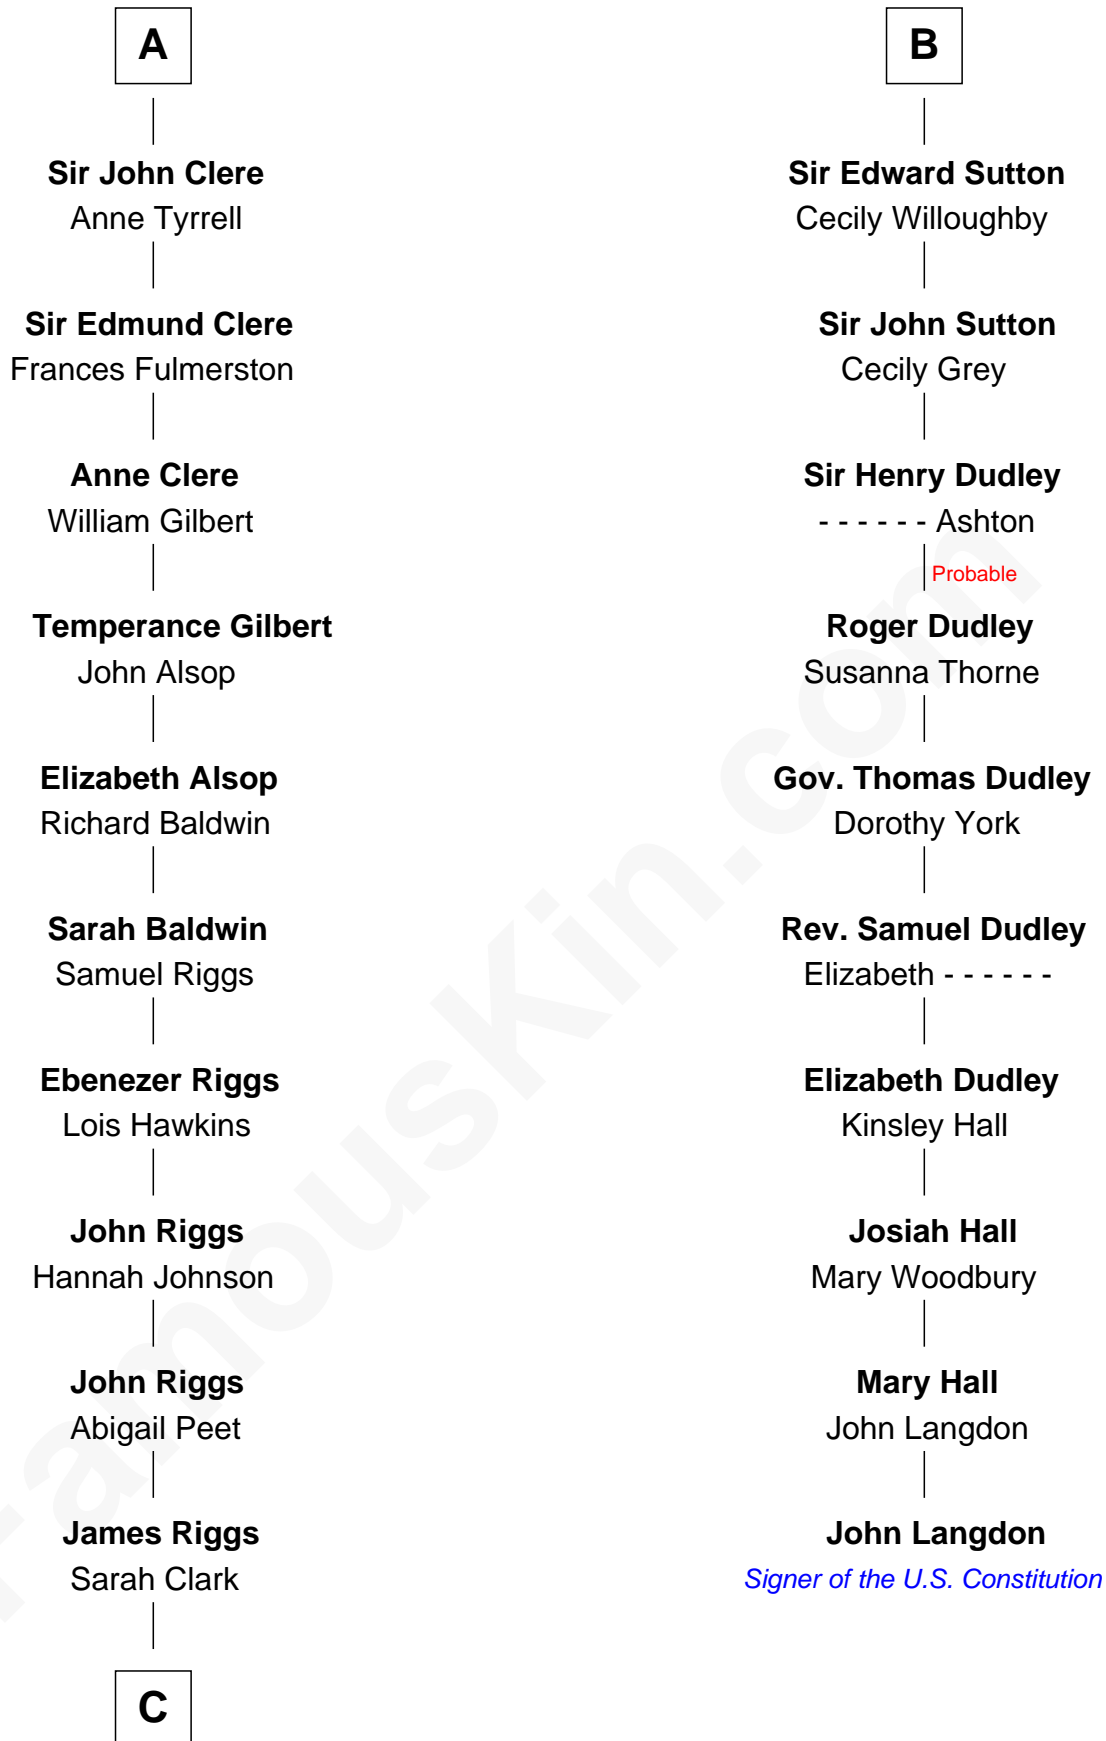 A
Sir John Clere
Anne Tyrrell
Sir Edmund Clere
Frances Fulmerston
Anne Clere
William Gilbert
Temperance Gilbert
John Alsop
Elizabeth Alsop
Richard Baldwin
Sarah Baldwin
Samuel Riggs
Ebenezer Riggs
Lois Hawkins
John Riggs
Hannah Johnson
John Riggs
Abigail Peet
James Riggs
Sarah Clark
C
B
Sir Edward Sutton
Cecily Willoughby
Sir John Sutton
Cecily Grey
Sir Henry Dudley
- - - - - - Ashton
Probable
Roger Dudley
Susanna Thorne
Gov. Thomas Dudley
Dorothy York
Rev. Samuel Dudley
Elizabeth - - - - - -
Elizabeth Dudley
Kinsley Hall
Josiah Hall
Mary Woodbury
Mary Hall
John Langdon
John Langdon
Signer of the U.S. Constitution
FamousKin.com